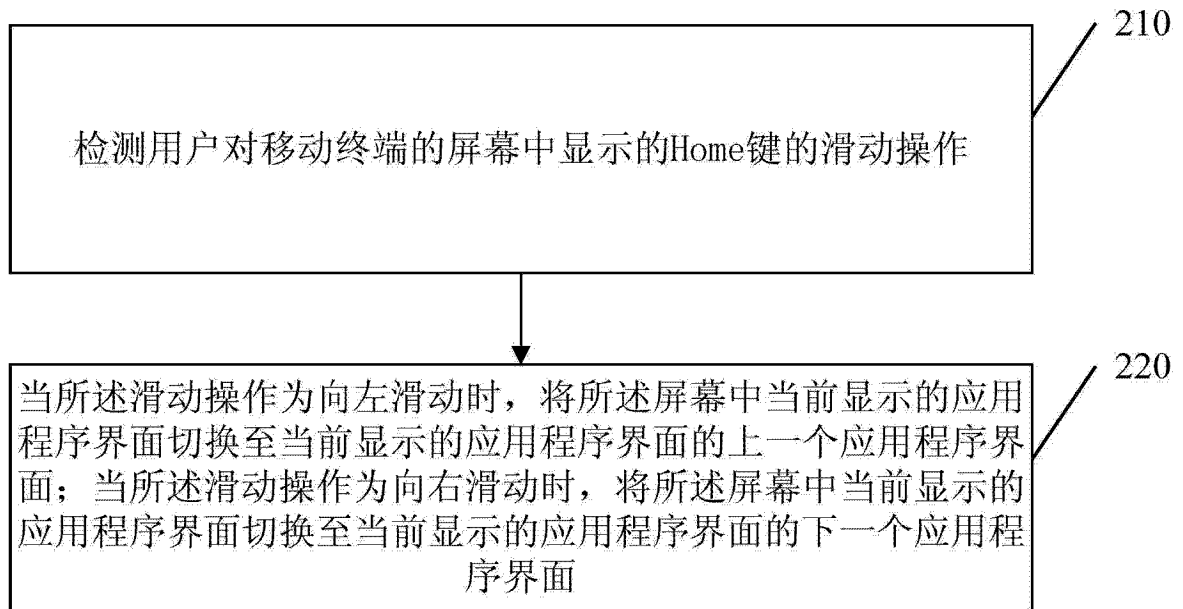 210
检测用户对移动终端的屏幕中显示的Home键的滑动操作
220
当所述滑动操作为向左滑动时，将所述屏幕中当前显示的应用
程序界面切换至当前显示的应用程序界面的上一个应用程序界
面；当所述滑动操作为向右滑动时，将所述屏幕中当前显示的
应用程序界面切换至当前显示的应用程序界面的下一个应用程
序界面